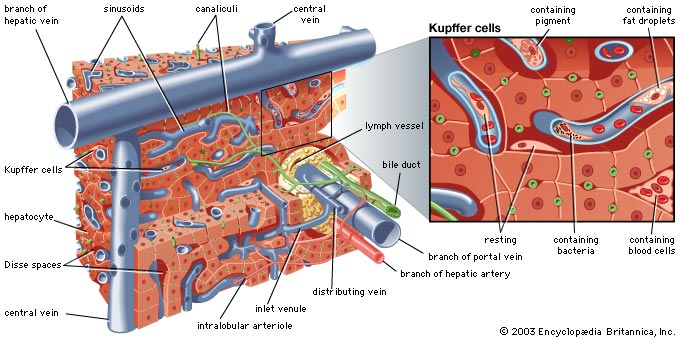 branch of
hepatic vein
sinusoids
canaliculi
central
vein
Kupffer cells
containing
pigment
containing
fat droplets
lymph vessel
Kupffer cells
bile duct
hepatocyte
resting
containing
bacteria
containing
blood cells
branch of portal vein
Disse spaces
branch of hepatic artery
distributing vein
inlet venule
central vein
intralobular arteriole
© 2003 Encyclopædia Britannica, Inc.